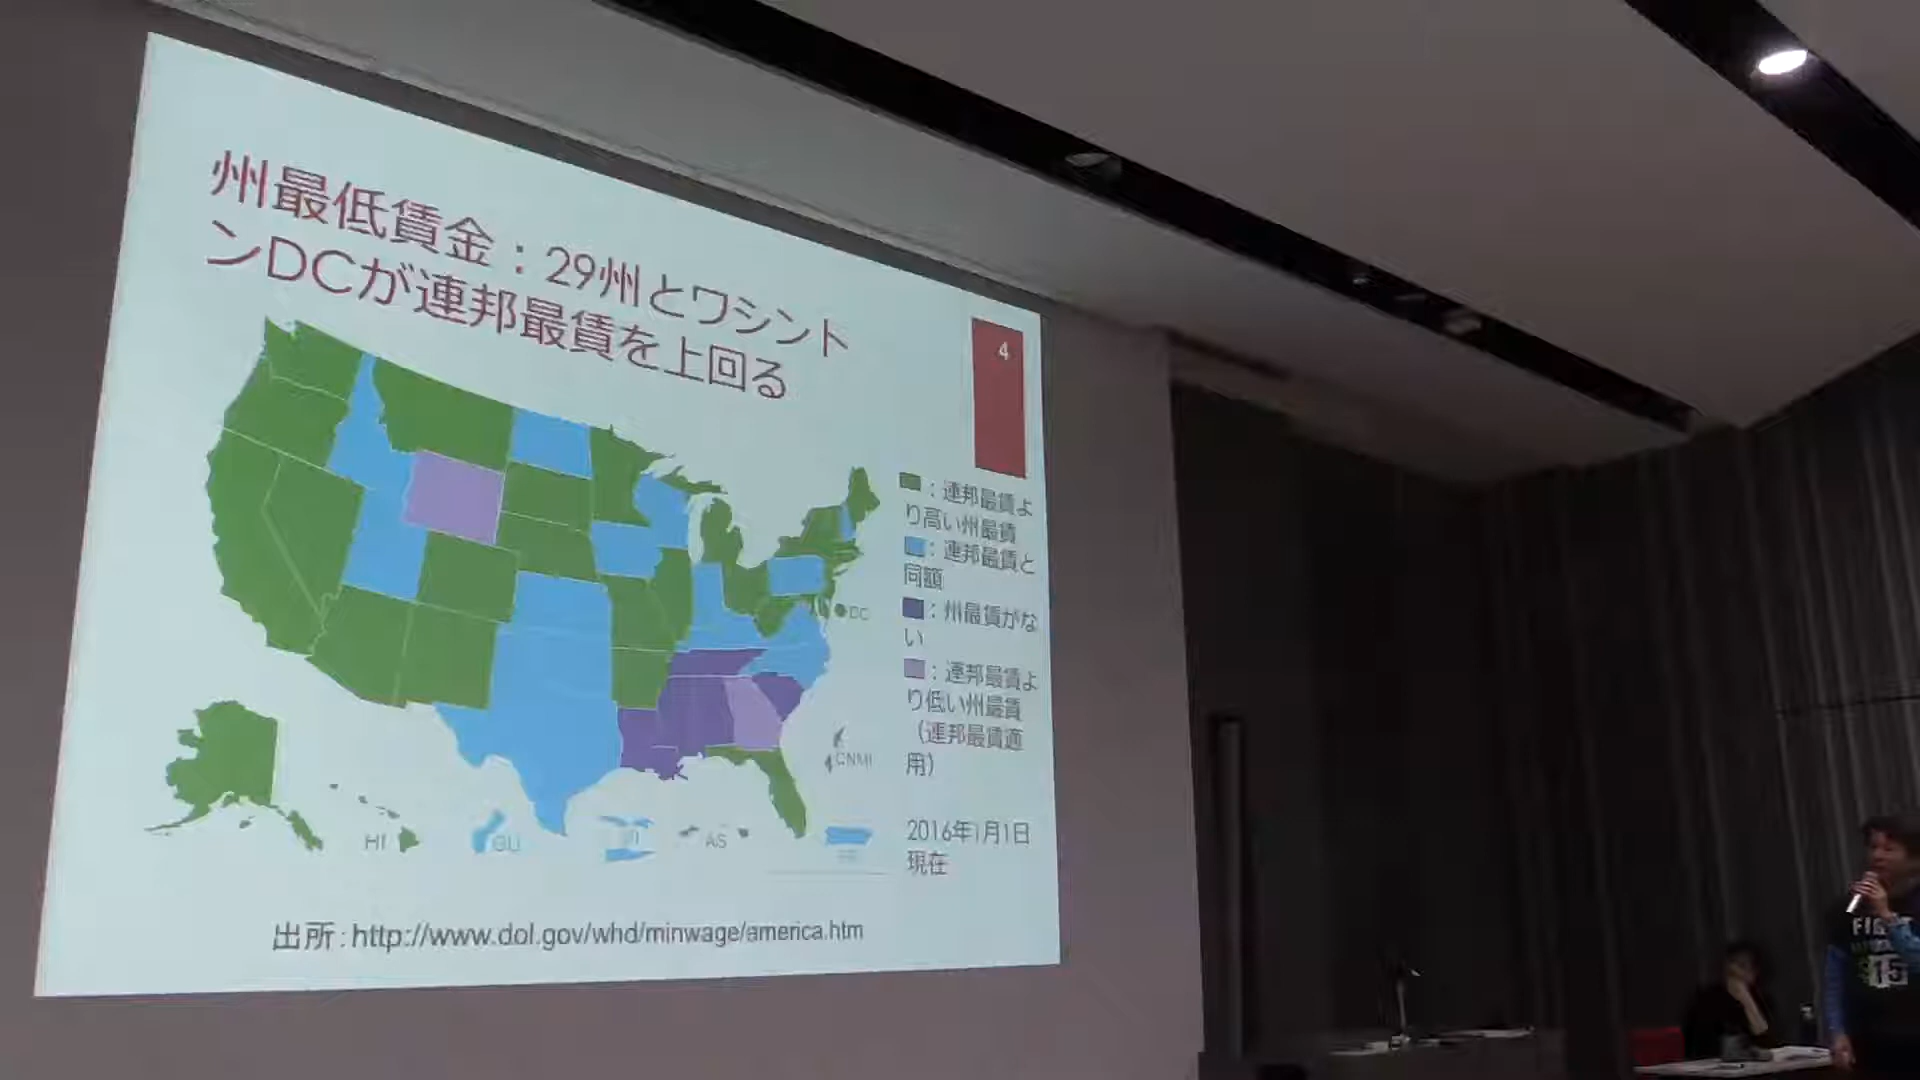 州最低賃金：29州とワシント
ンDCが連邦最賃を上回る
4
：連邦最賃よ
り高い州最賃
：連邦最賃と
同額
：州最賃がな
い
：連邦最賃よ
り低い州最賃
（連邦最賃適
用）
2016年1月1日
現在
DC
CNMI
HI
GU
VI
AS
出所：http://www.dol.gov/whd/minwage/america.htm
FIGHT
$15